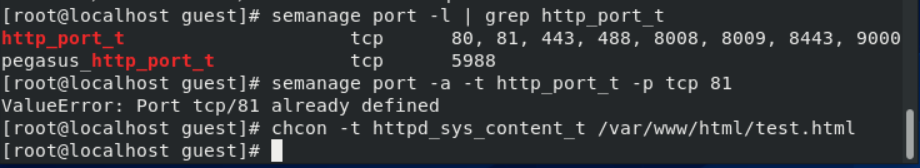 [root@localhost guest]# semanage port -l | grep http_port_t
http_port_t                    tcp      80, 81, 443, 488, 8008, 8009, 8443, 9000
pegasus_http_port_t            tcp      5988
[root@localhost guest]# semanage port -a -t http_port_t -p tcp 81
ValueError: Port tcp/81 already defined
[root@localhost guest]# chcon -t httpd_sys_content_t /var/www/html/test.html
[root@localhost guest]#